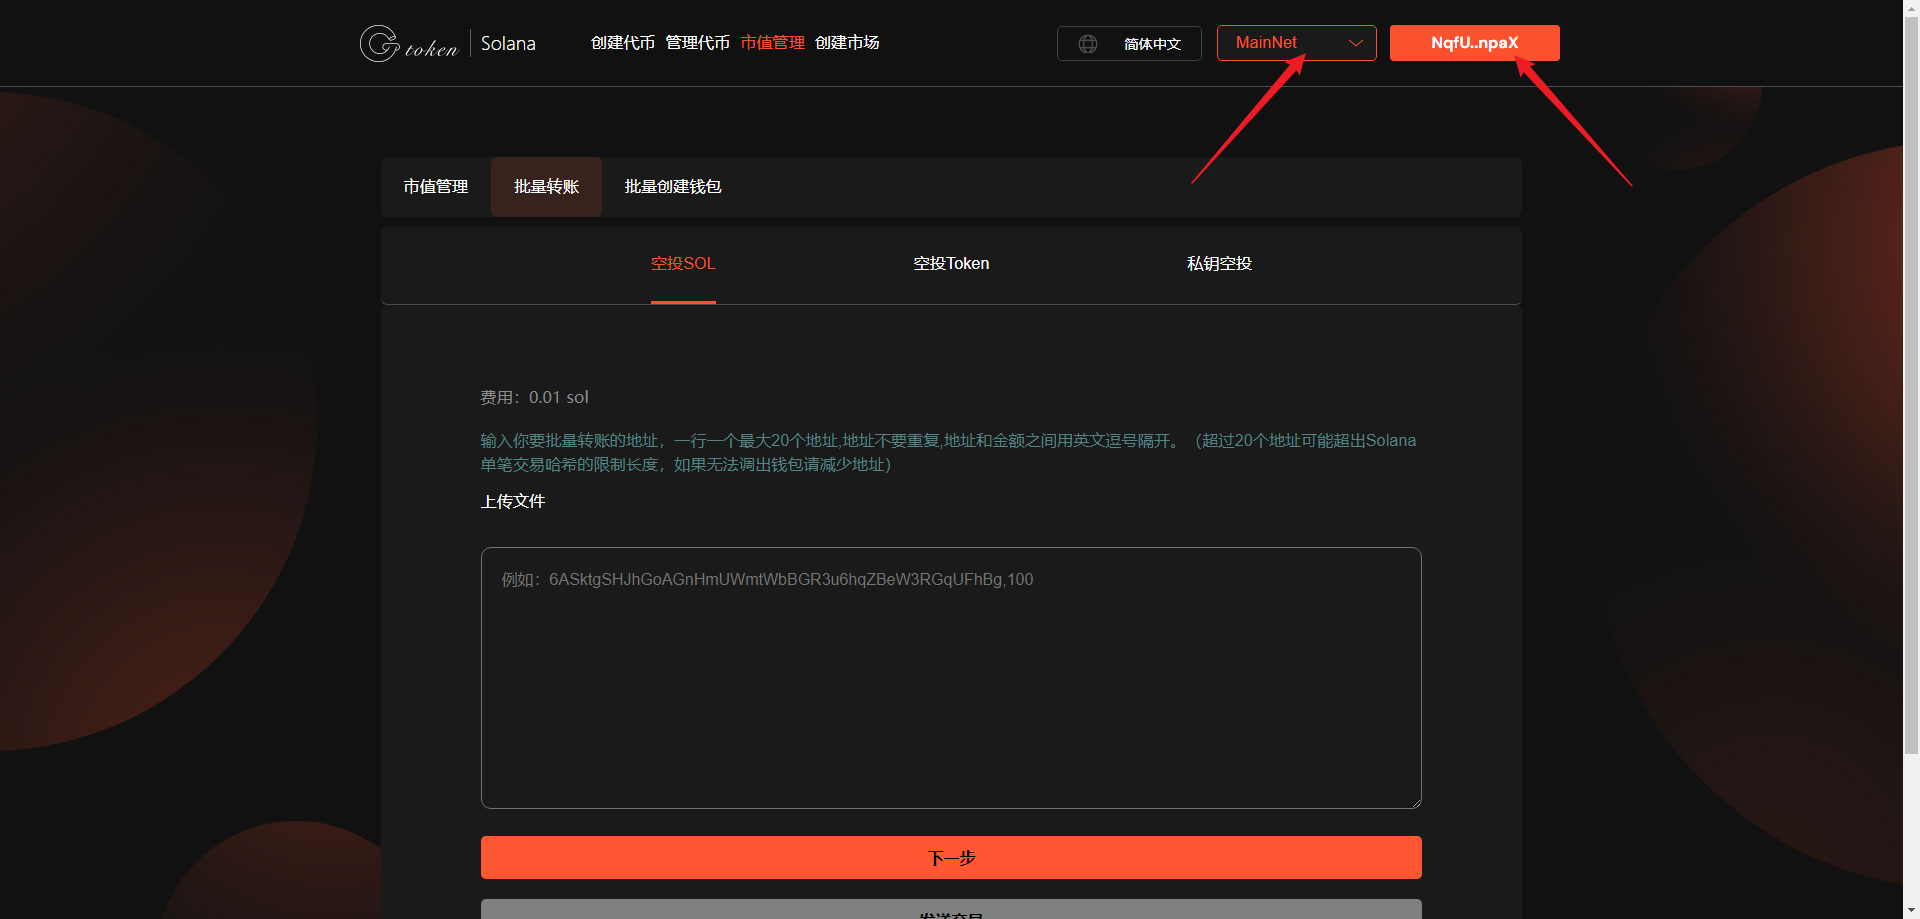 Gtoken Solana 创建代币 管理代币 市值管理 创建市场 简体中文 MainNet NqfU..npaX
市值管理 批量转账 批量创建钱包
空投SOL 空投Token 私钥空投
费用：0.01 sol
输入你要批量转账的地址，一行一个最大20个地址,地址不要重复,地址和金额之间用英文逗号隔开。（超过20个地址可能超出Solana
单笔交易哈希的限制长度，如果无法调出钱包请减少地址）
上传文件
例如：6ASktgSHJhGoAGnHmUWmtWbBGR3u6hqZBeW3RGqUFhBg,100
下一步
发送交易